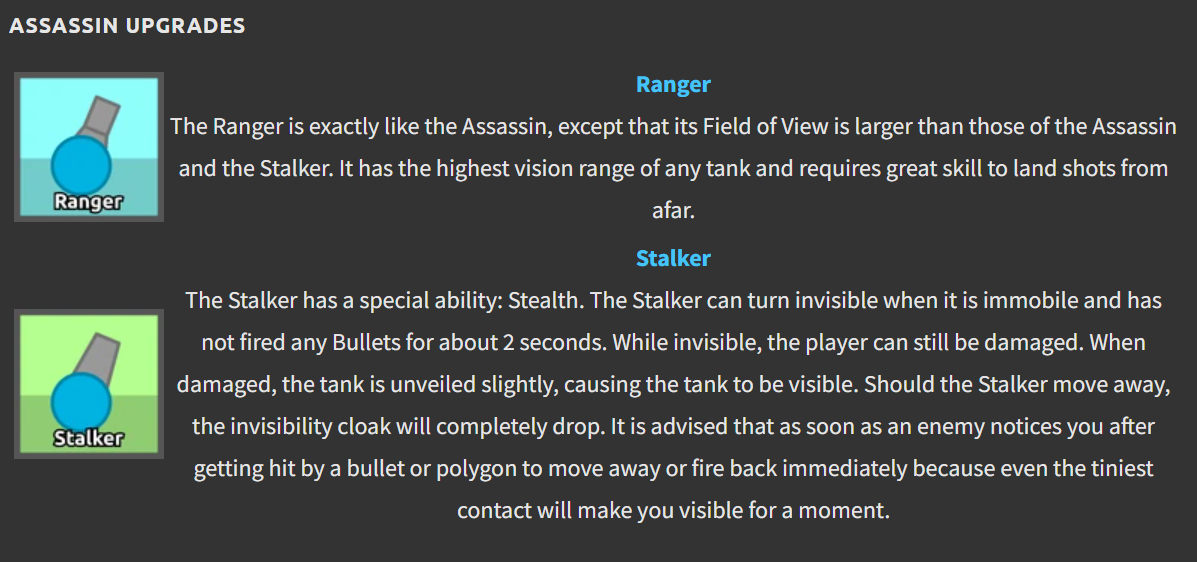 ASSASSIN UPGRADES
Ranger
Ranger
The Ranger is exactly like the Assassin, except that its Field of View is larger than those of the Assassin
and the Stalker. It has the highest vision range of any tank and requires great skill to land shots from
afar.
Stalker
Stalker
The Stalker has a special ability: Stealth. The Stalker can turn invisible when it is immobile and has
not fired any Bullets for about 2 seconds. While invisible, the player can still be damaged. When
damaged, the tank is unveiled slightly, causing the tank to be visible. Should the Stalker move away,
the invisibility cloak will completely drop. It is advised that as soon as an enemy notices you after
getting hit by a bullet or polygon to move away or fire back immediately because even the tiniest
contact will make you visible for a moment.